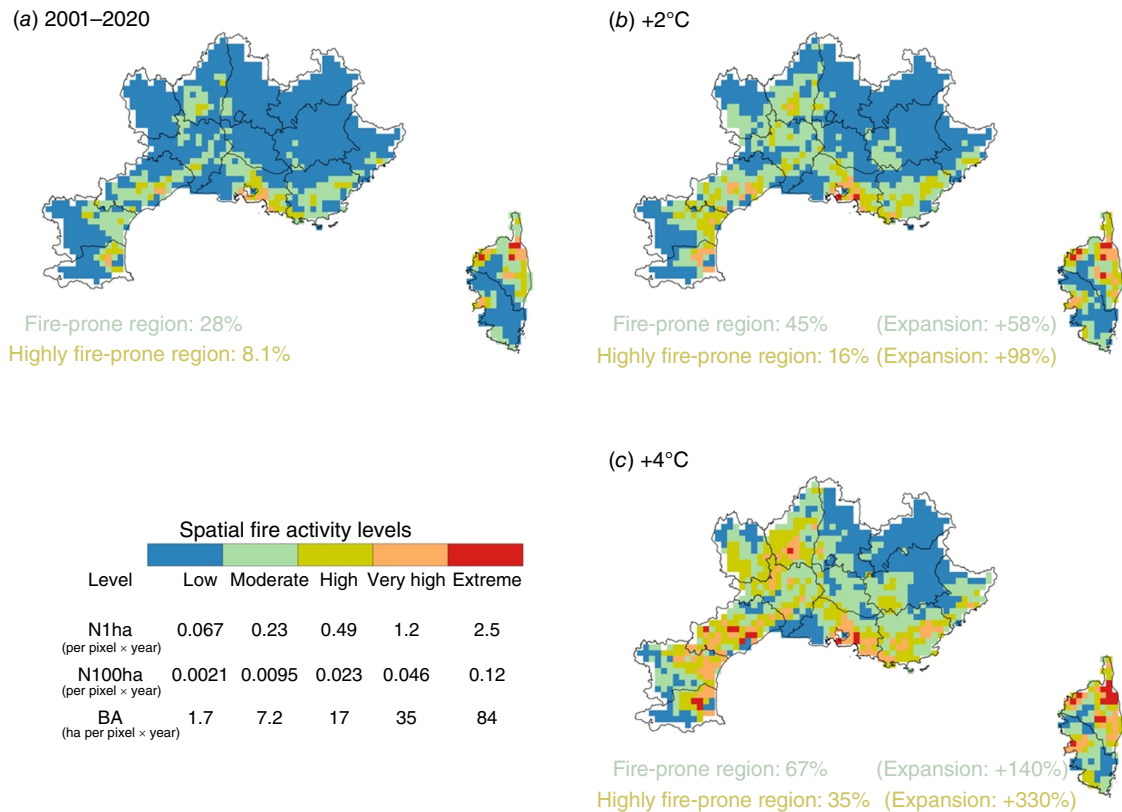 (a) 2001–2020
Fire-prone region: 28%
Highly fire-prone region: 8.1%
(b) +2°C
Fire-prone region: 45% (Expansion: +58%)
Highly fire-prone region: 16% (Expansion: +98%)
Spatial fire activity levels
Level Low Moderate High Very high Extreme
N1ha 0.067 0.23 0.49 1.2 2.5
(per pixel × year)
N100ha 0.0021 0.0095 0.023 0.046 0.12
(per pixel × year)
BA 1.7 7.2 17 35 84
(ha per pixel × year)
(c) +4°C
Fire-prone region: 67% (Expansion: +140%)
Highly fire-prone region: 35% (Expansion: +330%)